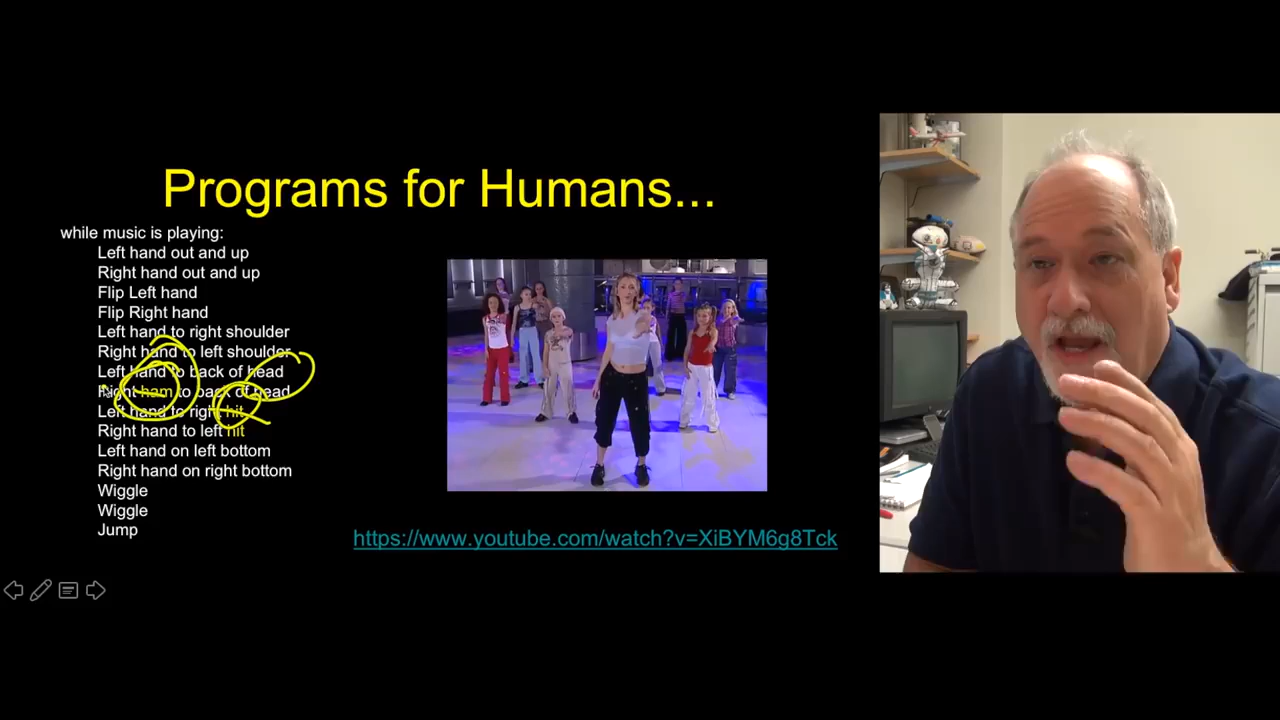 Programs for Humans...
while music is playing:
Left hand out and up
Right hand out and up
Flip Left hand
Flip Right hand
Left hand to right shoulder
Right hand to left shoulder
Left hand to back of head
Right ham to back of head
Left hand to right hit
Right hand to left hit
Left hand on left bottom
Right hand on right bottom
Wiggle
Wiggle
Jump
https://www.youtube.com/watch?v=XiBYM6g8Tck